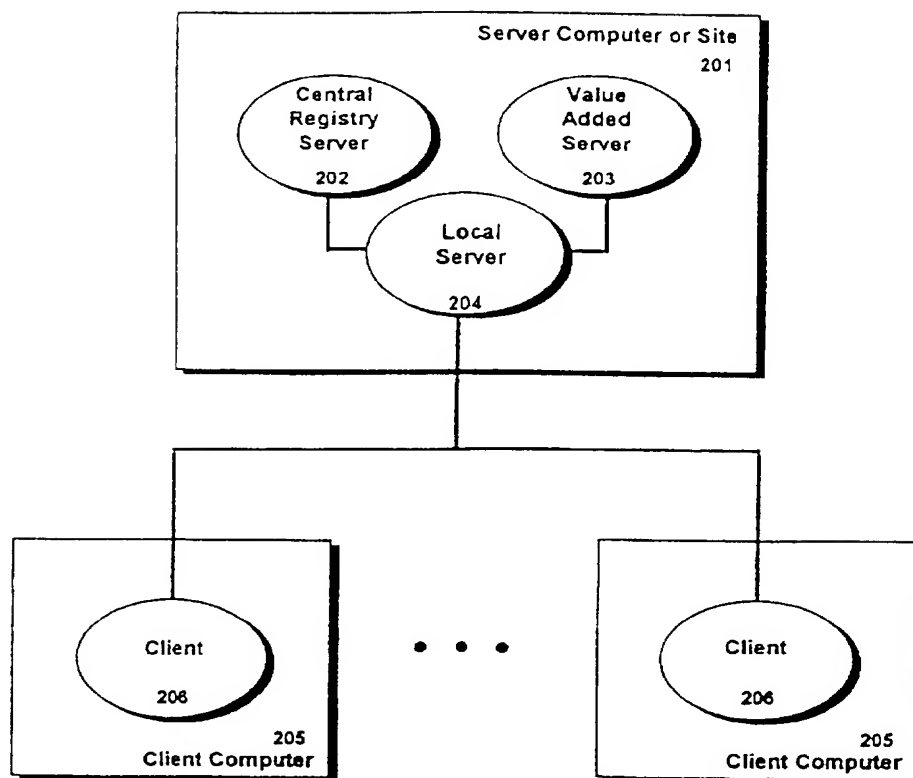 Server Computer or Site
201
Central
Registry
Server
202
Value
Added
Server
203
Local
Server
204
Client
206
205
Client Computer
Client
206
205
Client Computer